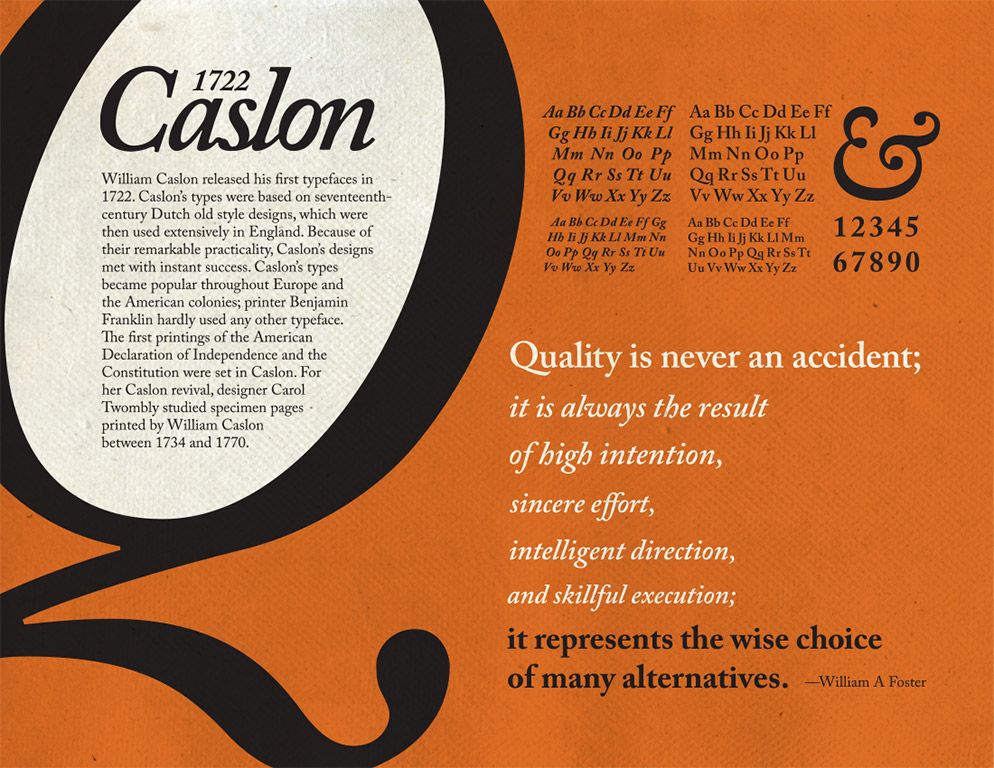 1722
Caslon
William Caslon released his first typefaces in
1722. Caslon's types were based on seventeenth-
century Dutch old style designs, which were
then used extensively in England. Because of
their remarkable practicality, Caslon's designs
met with instant success. Caslon's types
became popular throughout Europe and
the American colonies; printer Benjamin
Franklin hardly used any other typeface.
The first printings of the American
Declaration of Independence and the
Constitution were set in Caslon. For
her Caslon revival, designer Carol
Twombly studied specimen pages
printed by William Caslon
between 1734 and 1770.
Q
Aa Bb Cc Dd Ee Ff
Gg Hh Ii Jj Kk Ll
Mm Nn Oo Pp
Qq Rr Ss Tt Uu
Vv Ww Xx Yy Zz
Aa Bb Cc Dd Ee Ff Gg
Hh Ii Jj Kk Ll Mm Nn
Oo Pp Qq Rr Ss Tt Uu
Vv Ww Xx Yy Zz
Aa Bb Cc Dd Ee Ff
Gg Hh Ii Jj Kk Ll
Mm Nn Oo Pp
Qq Rr Ss Tt Uu
Vv Ww Xx Yy Zz
Aa Bb Cc Dd Ee Ff
Gg Hh Ii Jj Kk Ll Mm
Nn Oo Pp Qq Rr Ss Tt
Uu Vv Ww Xx Yy Zz
&
12345
67890
Quality is never an accident;
it is always the result
of high intention,
sincere effort,
intelligent direction,
and skillful execution;
it represents the wise choice
of many alternatives. —William A Foster